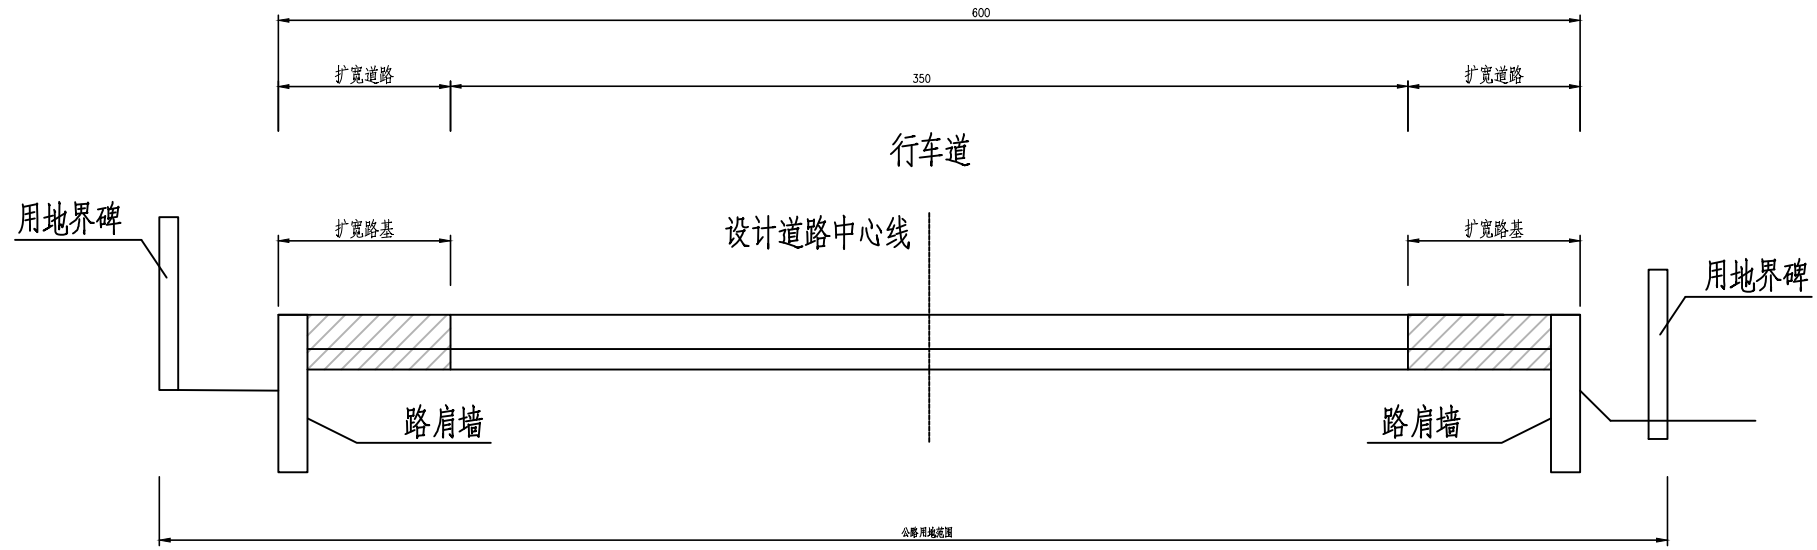 600
扩宽道路
350
扩宽道路
行车道
用地界碑
扩宽路基
设计道路中心线
扩宽路基
用地界碑
路肩墙
路肩墙
公路用地范围